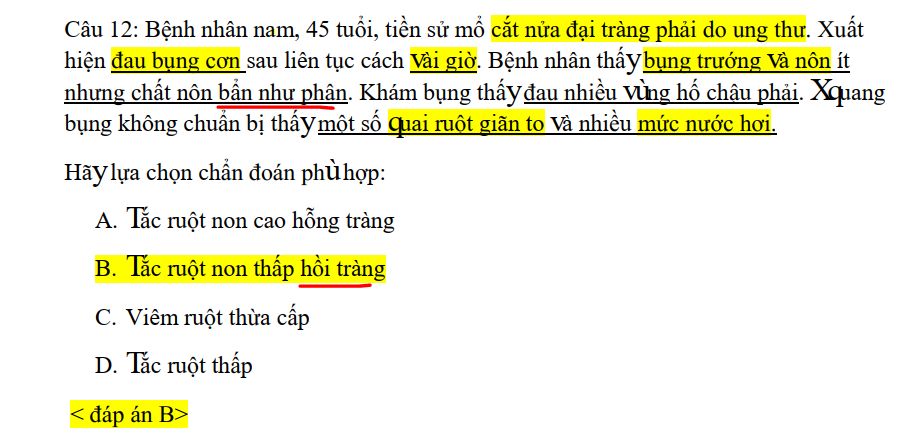 Câu 12: Bệnh nhân nam, 45 tuổi, tiền sử mổ cắt nửa đại tràng phải do ung thư. Xuất
hiện đau bụng cơn sau liên tục cách vài giờ. Bệnh nhân thấy bụng trướng và nôn ít
nhưng chất nôn bẩn như phân. Khám bụng thấy đau nhiều vùng hố châu phải. Xquang
bụng không chuẩn bị thấy một số quai ruột giãn to và nhiều mức nước hơi.
Hãy lựa chọn chẩn đoán phù hợp:
A. Tắc ruột non cao hỗng tràng
B. Tắc ruột non thấp hồi tràng
C. Viêm ruột thừa cấp
D. Tắc ruột thấp
< đáp án B>